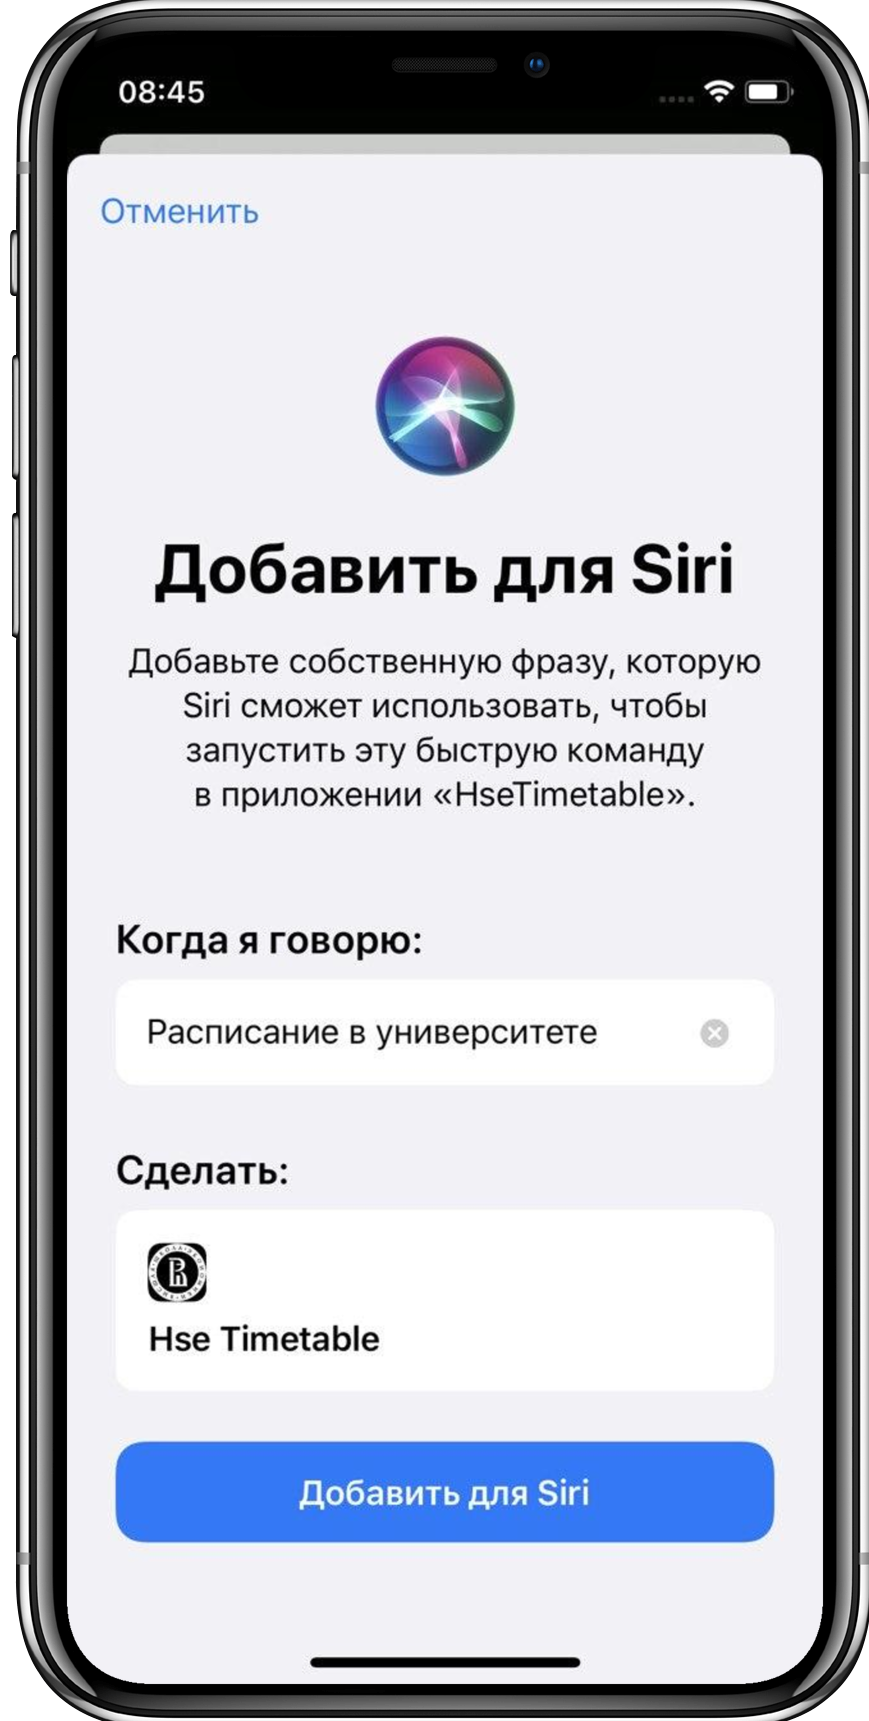 08:45
Отменить
Добавить для Siri
Добавьте собственную фразу, которую
Siri сможет использовать, чтобы
запустить эту быструю команду
в приложении «HseTimetable».
Когда я говорю:
Расписание в университете
Сделать:
Hse Timetable
Добавить для Siri